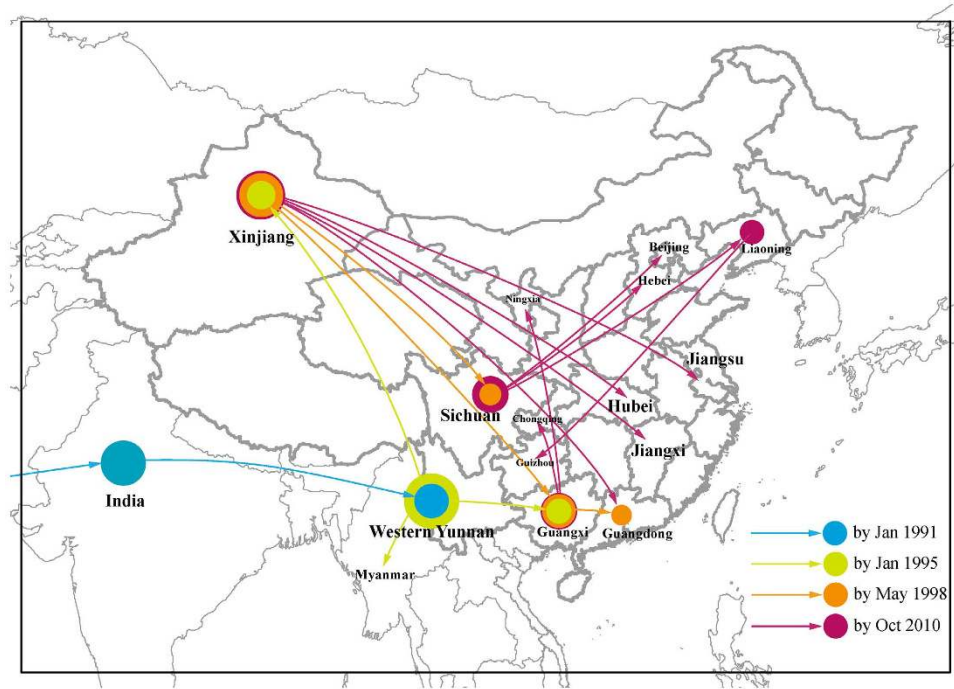 Xinjiang
Beijing
Liaoning
Hebei
Ningxia
Jiangsu
Sichuan
Hubei
Chongqing
Jiangxi
Guizhou
India
Western Yunnan
Guangxi
Guangdong
Myanmar
by Jan 1991
by Jan 1995
by May 1998
by Oct 2010